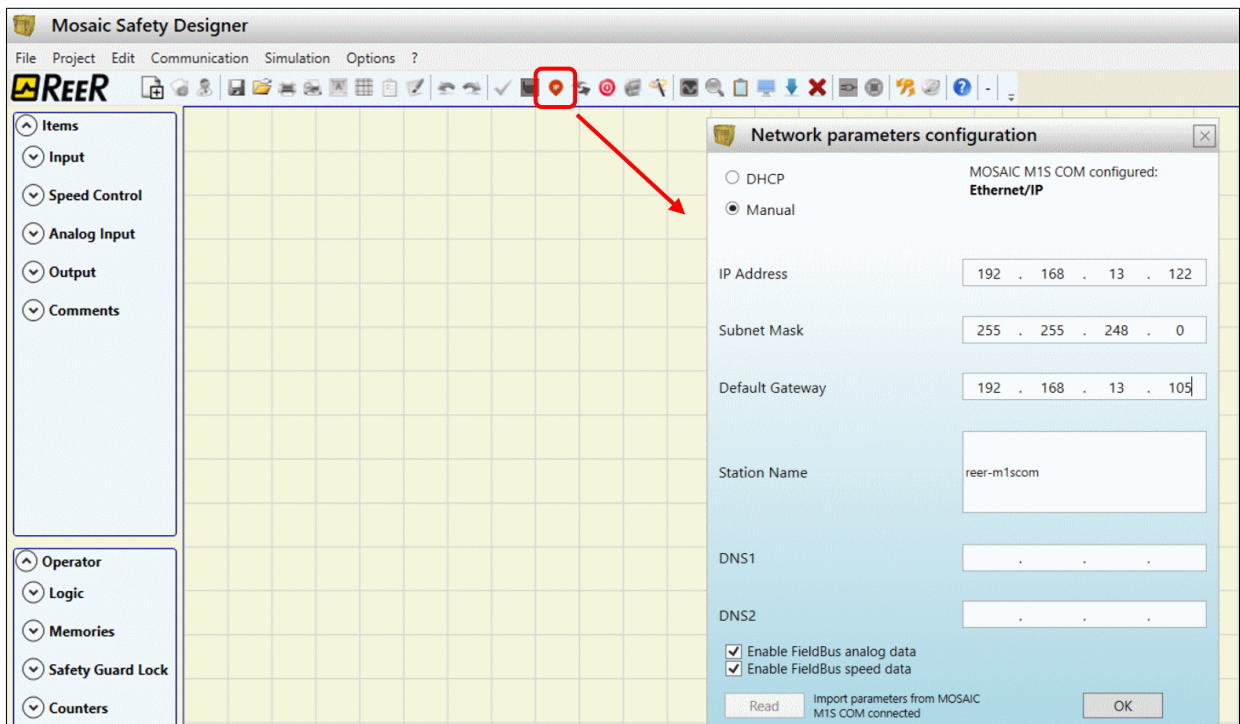 Mosaic Safety Designer
File Project Edit Communication Simulation Options ?
REER
Items
Input
Speed Control
Analog Input
Output
Comments
Operator
Logic
Memories
Safety Guard Lock
Counters
Network parameters configuration
DHCP
Manual
MOSAIC M1S COM configured:
Ethernet/IP
IP Address 192 . 168 . 13 . 122
Subnet Mask 255 . 255 . 248 . 0
Default Gateway 192 . 168 . 13 . 105
Station Name reer-m1scom
DNS1 . . .
DNS2 . . .
Enable FieldBus analog data
Enable FieldBus speed data
Read Import parameters from MOSAIC
M1S COM connected
OK